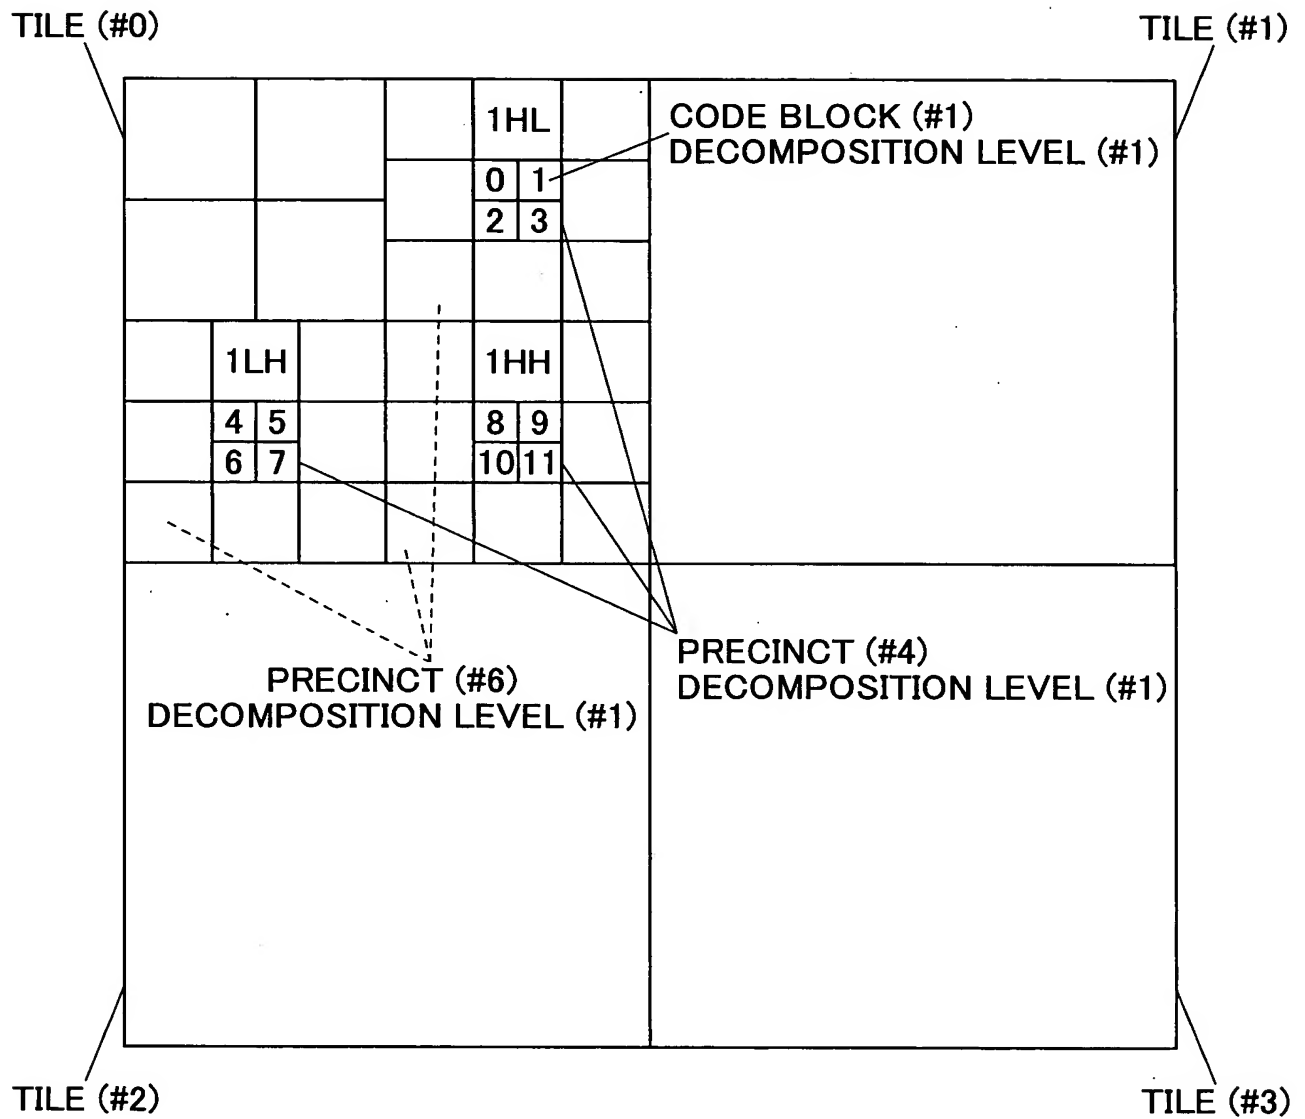 TILE (#0)
TILE (#1)
1HL
CODE BLOCK (#1)
DECOMPOSITION LEVEL (#1)
0 1
2 3
1LH
1HH
4 5
8 9
6 7
10 11
PRECINCT (#4)
DECOMPOSITION LEVEL (#1)
PRECINCT (#6)
DECOMPOSITION LEVEL (#1)
TILE (#2)
TILE (#3)